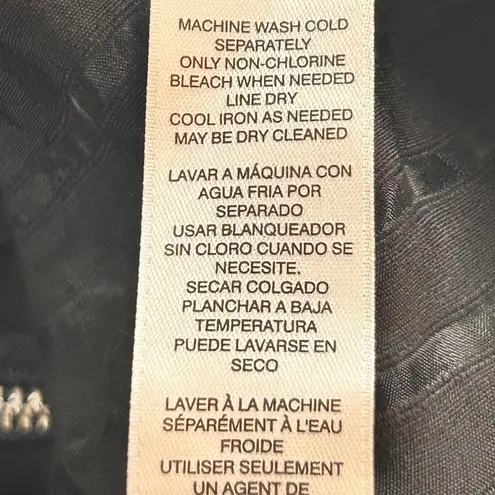 MACHINE WASH COLD
SEPARATELY
ONLY NON-CHLORINE
BLEACH WHEN NEEDED
LINE DRY
COOL IRON AS NEEDED
MAY BE DRY CLEANED
LAVAR A MÁQUINA CON
AGUA FRIA POR
SEPARADO
USAR BLANQUEADOR
SIN CLORO CUANDO SE
NECESITE.
SECAR COLGADO
PLANCHAR A BAJA
TEMPERATURA
PUEDE LAVARSE EN
SECO
LAVER À LA MACHINE
SÉPARÉMENT À L'EAU
FROIDE
UTILISER SEULEMENT
UN AGENT DE